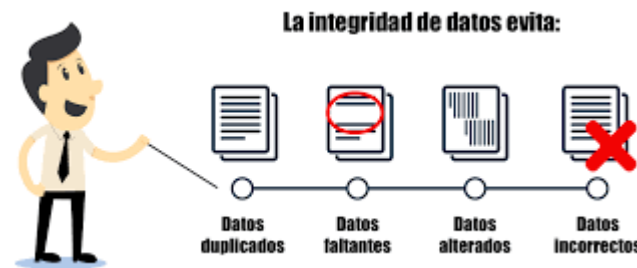 La integridad de datos evita:
Datos
duplicados
Datos
faltantes
Datos
alterados
Datos
incorrectos